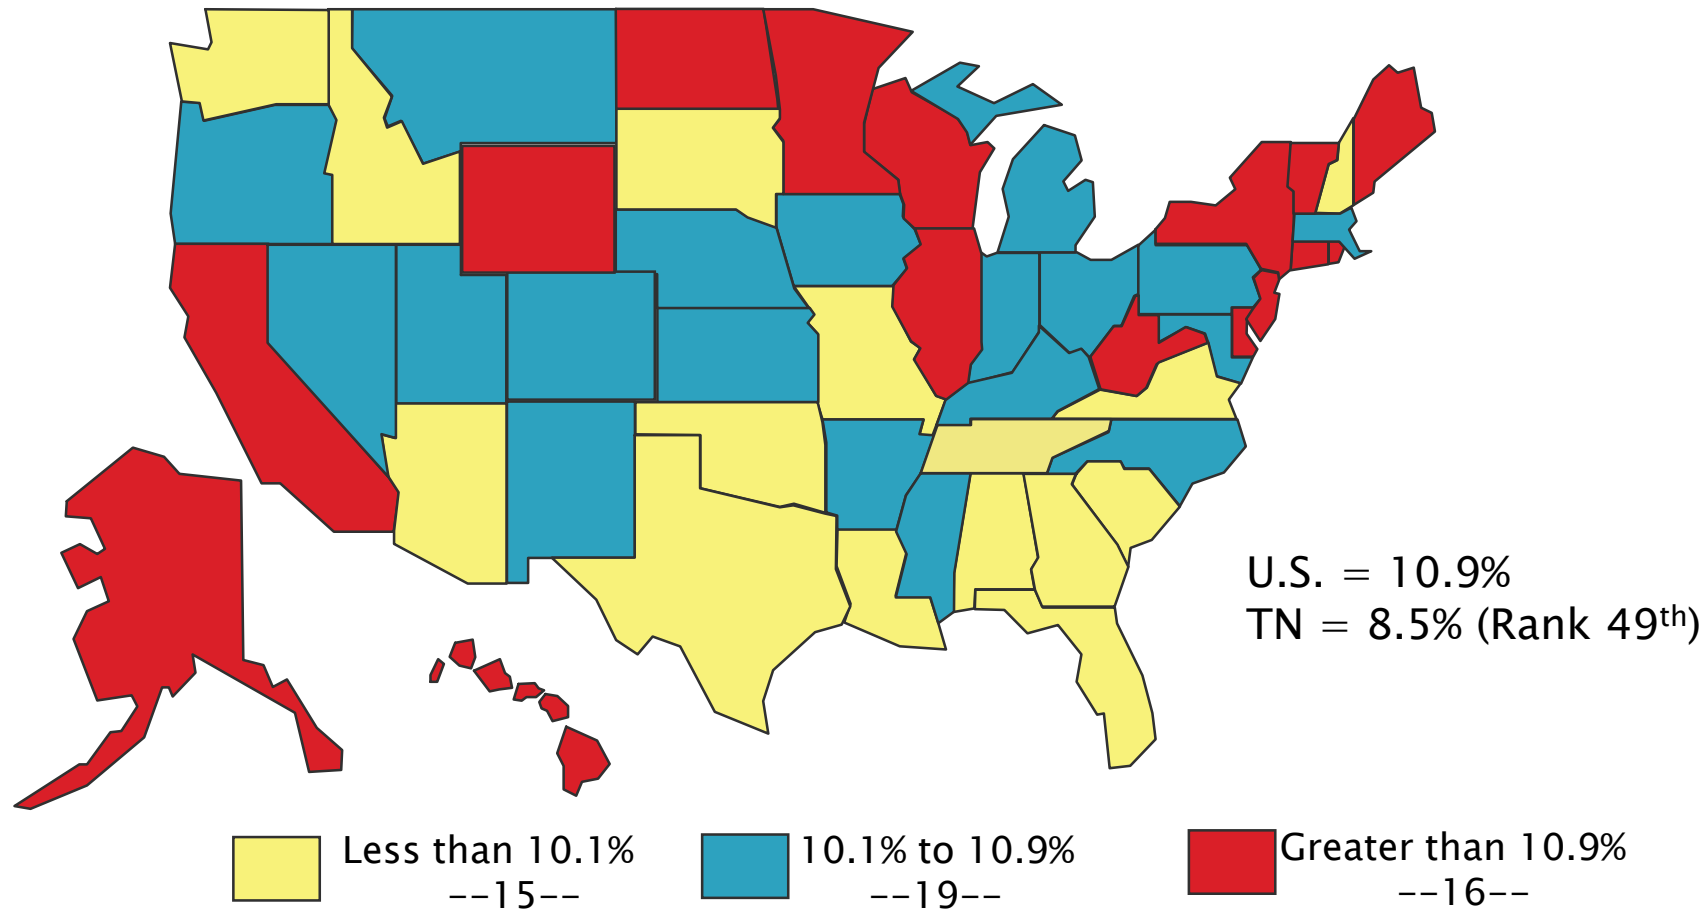 U.S. = 10.9%
TN = 8.5% (Rank 49th)
Less than 10.1%
--15--
10.1% to 10.9%
--19--
Greater than 10.9%
--16--